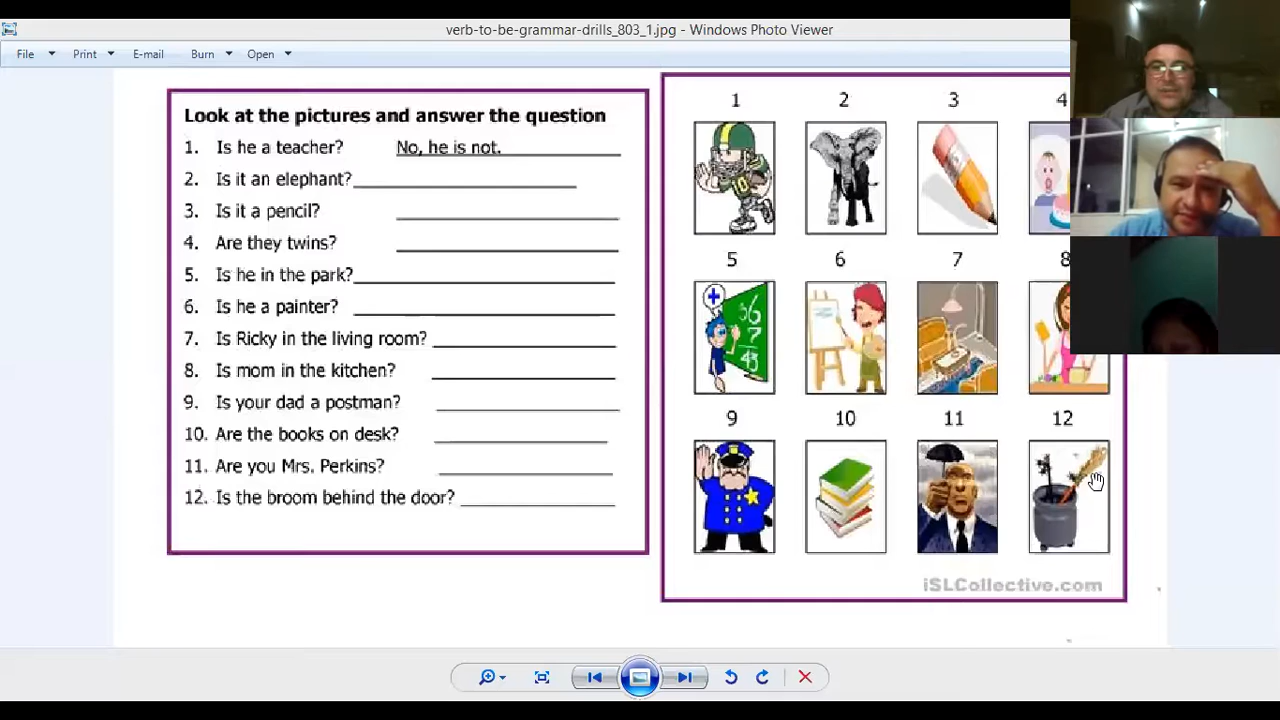 verb-to-be-grammar-drills_803_1.jpg - Windows Photo Viewer
File Print E-mail Burn Open
Look at the pictures and answer the question
1. Is he a teacher? No, he is not.
2. Is it an elephant?
3. Is it a pencil?
4. Are they twins?
5. Is he in the park?
6. Is he a painter?
7. Is Ricky in the living room?
8. Is mom in the kitchen?
9. Is your dad a postman?
10. Are the books on desk?
11. Are you Mrs. Perkins?
12. Is the broom behind the door?
1 2 3 4
5 6 7 8
9 10 11 12
iSLCollective.com